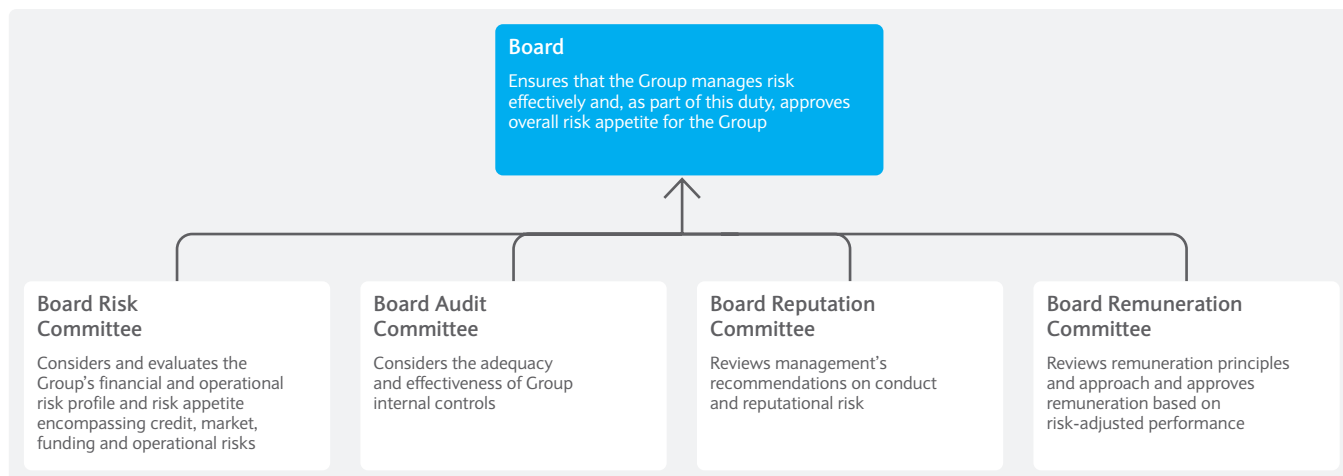 Board
Ensures that the Group manages risk
effectively and, as part of this duty, approves
overall risk appetite for the Group
Board Risk
Committee
Considers and evaluates the
Group’s financial and operational
risk profile and risk appetite
encompassing credit, market,
funding and operational risks
Board Audit
Committee
Considers the adequacy
and effectiveness of Group
internal controls
Board Reputation
Committee
Reviews management’s
recommendations on conduct
and reputational risk
Board Remuneration
Committee
Reviews remuneration principles
and approach and approves
remuneration based on
risk-adjusted performance